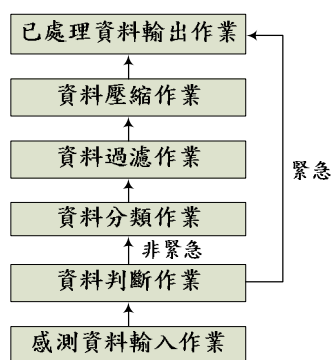 已處理資料輸出作業
資料壓縮作業
資料過濾作業
緊急
資料分類作業
非緊急
資料判斷作業
感測資料輸入作業